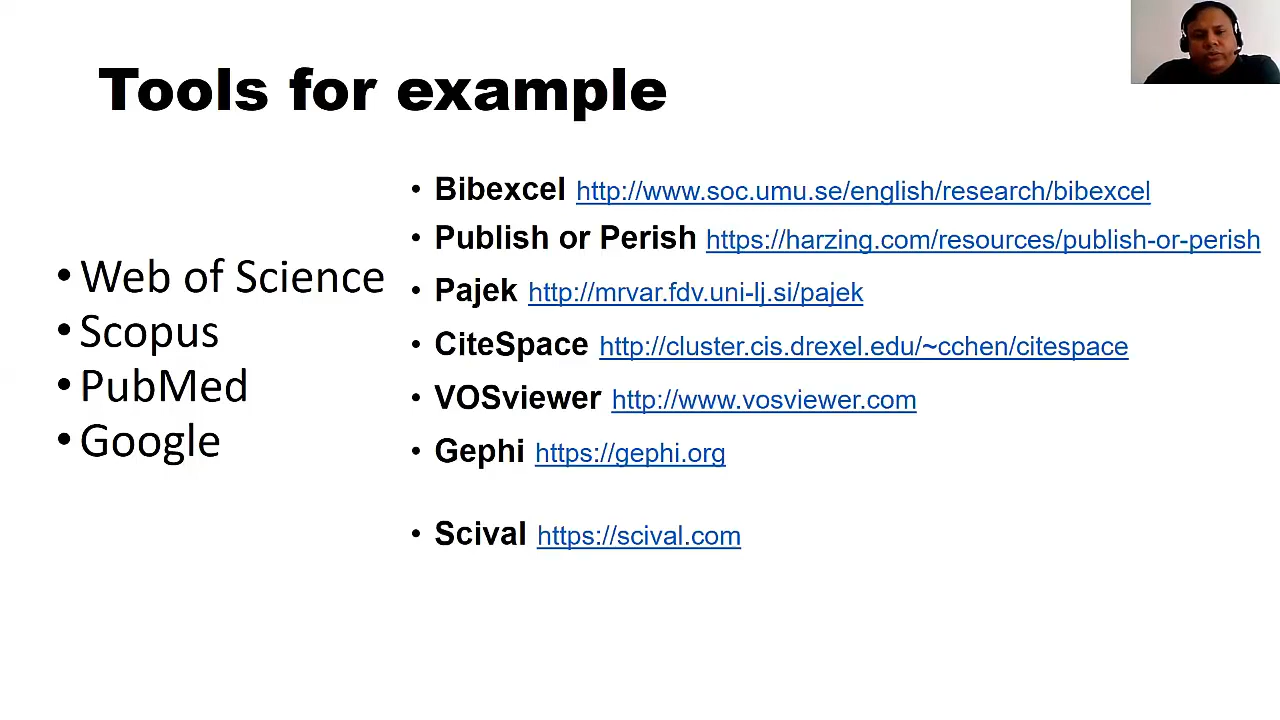 Tools for example
• Web of Science
• Scopus
• PubMed
• Google
• Bibexcel http://www.soc.umu.se/english/research/bibexcel
• Publish or Perish https://harzing.com/resources/publish-or-perish
• Pajek http://mrvar.fdv.uni-lj.si/pajek
• CiteSpace http://cluster.cis.drexel.edu/~cchen/citespace
• VOSviewer http://www.vosviewer.com
• Gephi https://gephi.org
• Scival https://scival.com